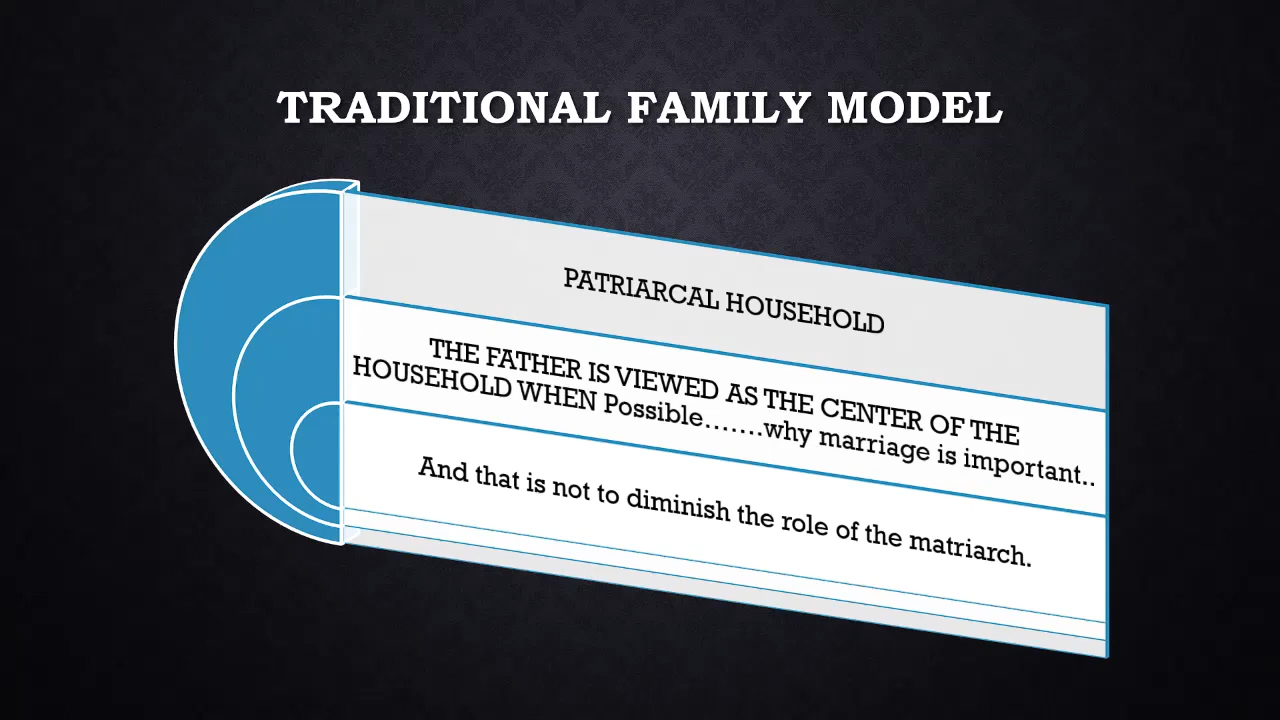 TRADITIONAL FAMILY MODEL
PATRIARCAL HOUSEHOLD
THE FATHER IS VIEWED AS THE CENTER OF THE
HOUSEHOLD WHEN Possible.......why marriage is important..
And that is not to diminish the role of the matriarch.